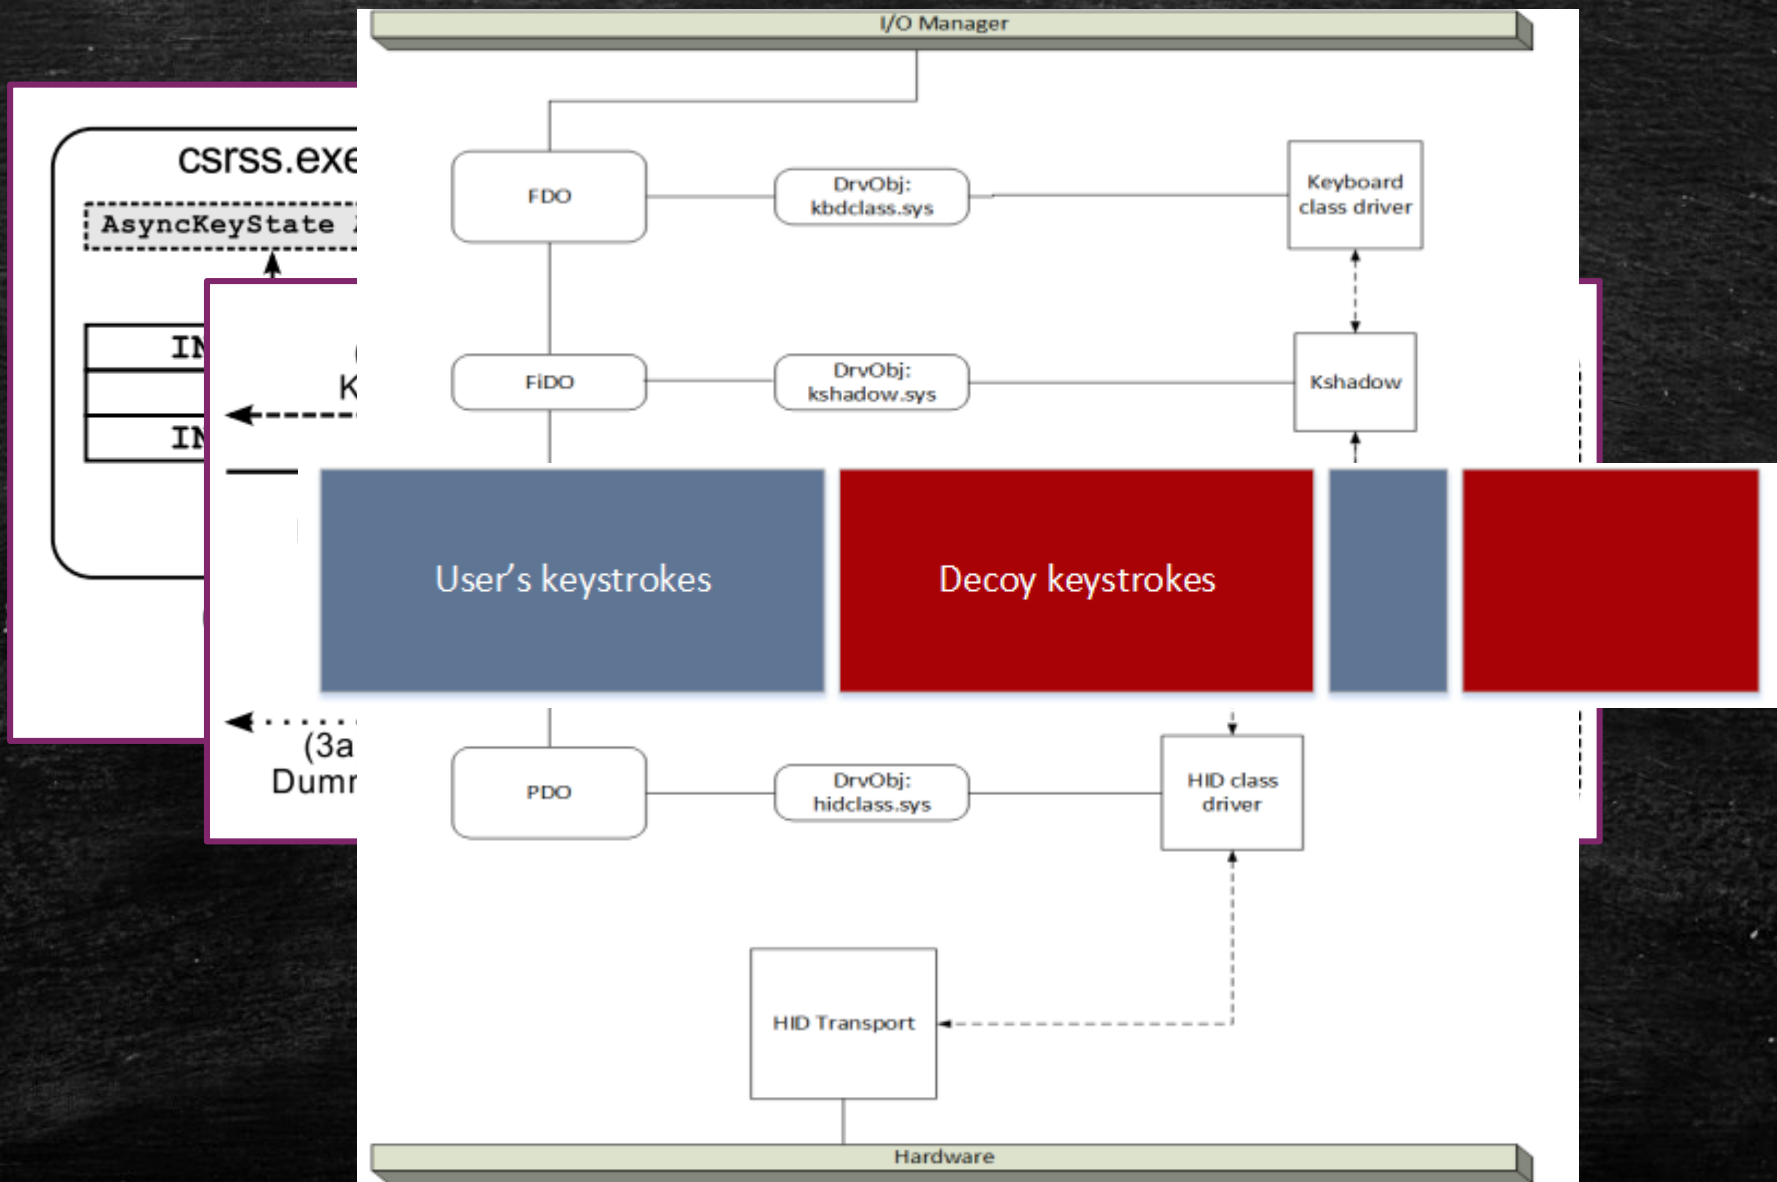 I/O Manager
csrss.exe
AsyncKeyState
FDO
DrvObj:
kbdclass.sys
Keyboard
class driver
FiDO
DrvObj:
kshadow.sys
Kshadow
User's keystrokes
Decoy keystrokes
(3a
PDO
DrvObj:
hidclass.sys
HID class
driver
HID Transport
Hardware